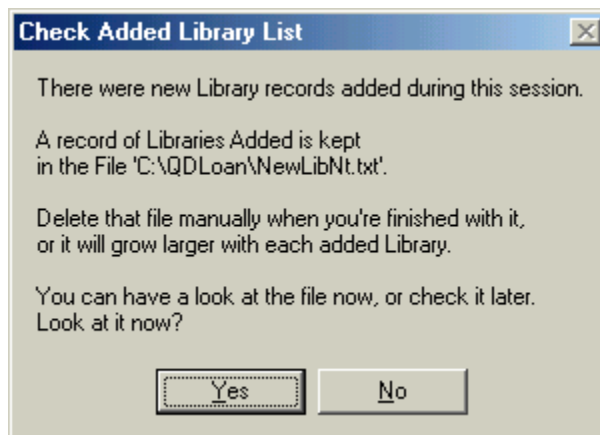 Check Added Library List
There were new Library records added during this session.
A record of Libraries Added is kept
in the File 'C:\QDLoan\NewLibNt.txt'.
Delete that file manually when you're finished with it,
or it will grow larger with each added Library.
You can have a look at the file now, or check it later.
Look at it now?
Yes
No